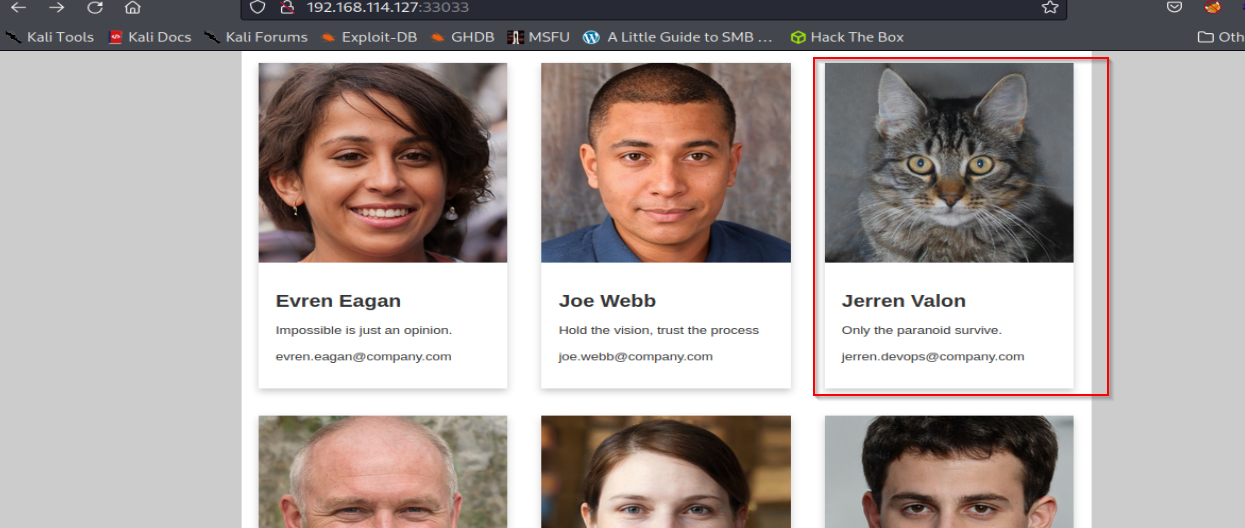 192.168.114.127:33033
Kali Tools Kali Docs Kali Forums Exploit-DB GHDB MSFU A Little Guide to SMB ... Hack The Box Oth
Evren Eagan Joe Webb Jerren Valon
Impossible is just an opinion. Hold the vision, trust the process Only the paranoid survive.
evren.eagan@company.com joe.webb@company.com jerren.devops@company.com